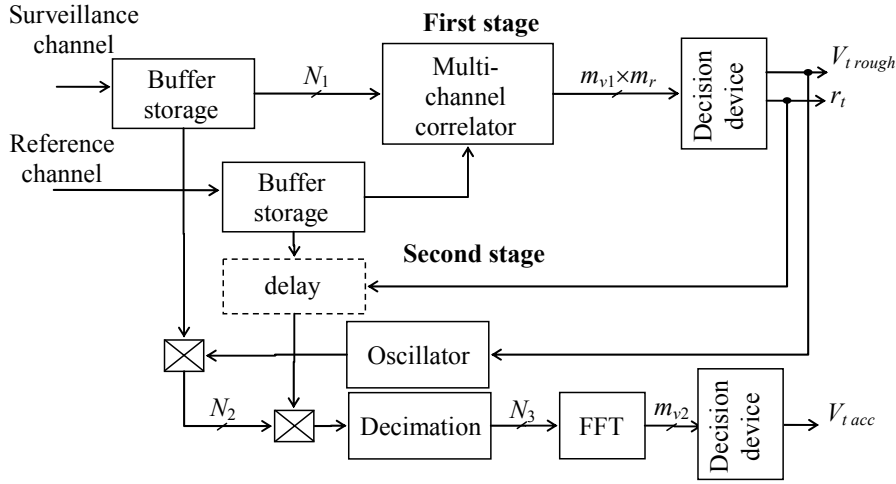 Surveillance
channel
First stage
Buffer
storage
N1
Multi-
channel
correlator
mv1×mr
Decision
device
Vt rough
rt
Reference
channel
Buffer
storage
Second stage
delay
Oscillator
N2
Decimation
N3
FFT
mv2
Decision
device
Vt acc